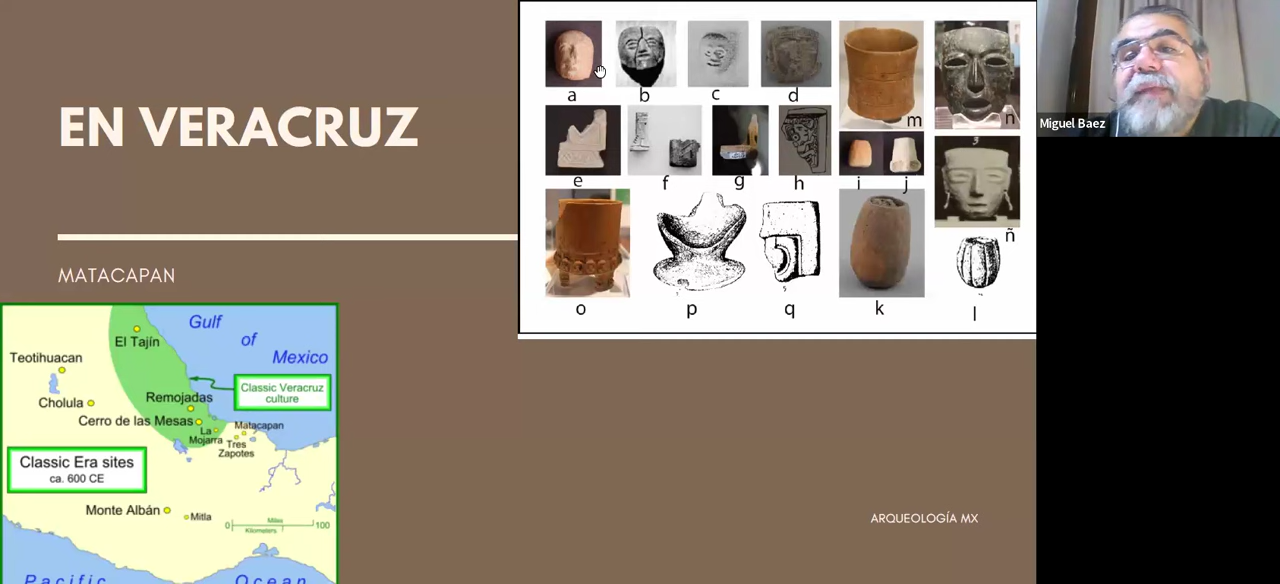 EN VERACRUZ
MATACAPAN
a
b
c
d
m
n
e
f
g
h
i
j
ñ
o
p
q
k
l
Miguel Baez
Gulf
of
Mexico
El Tajín
Teotihuacan
Classic Veracruz
culture
Remojadas
Cholula
Cerro de las Mesas
La
Mojarra
Matacapan
Tres
Zapotes
Classic Era sites
ca. 600 CE
Monte Albán
Mitla
0
Miles
Kilometers
100
Pacific Ocean
ARQUEOLOGÍA MX